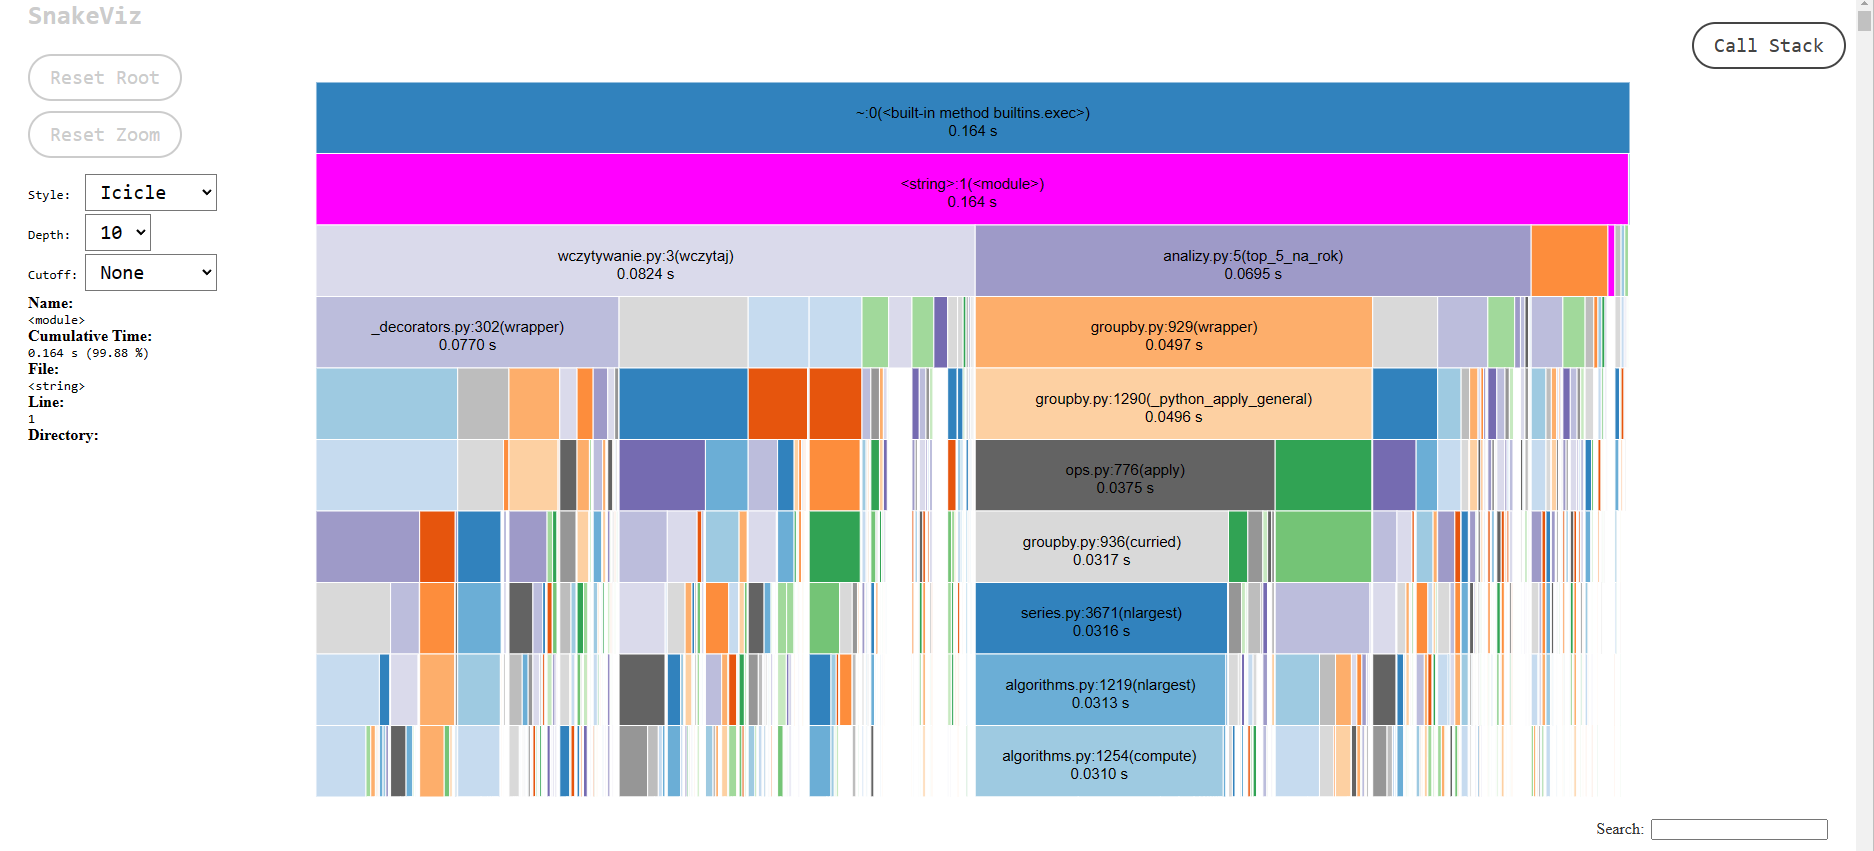 SnakeViz
Call Stack
Reset Root
Reset Zoom
Style: Icicle
Depth: 10
Cutoff: None
Name:
<module>
Cumulative Time:
0.164 s (99.88 %)
File:
<string>
Line:
1
Directory:
~:0(<built-in method builtins.exec>)
0.164 s
<string>:1(<module>)
0.164 s
wczytywanie.py:3(wczytaj)
0.0824 s
analizy.py:5(top_5_na_rok)
0.0695 s
_decorators.py:302(wrapper)
0.0770 s
groupby.py:929(wrapper)
0.0497 s
groupby.py:1290(_python_apply_general)
0.0496 s
ops.py:776(apply)
0.0375 s
groupby.py:936(curried)
0.0317 s
series.py:3671(nlargest)
0.0316 s
algorithms.py:1219(nlargest)
0.0313 s
algorithms.py:1254(compute)
0.0310 s
Search: